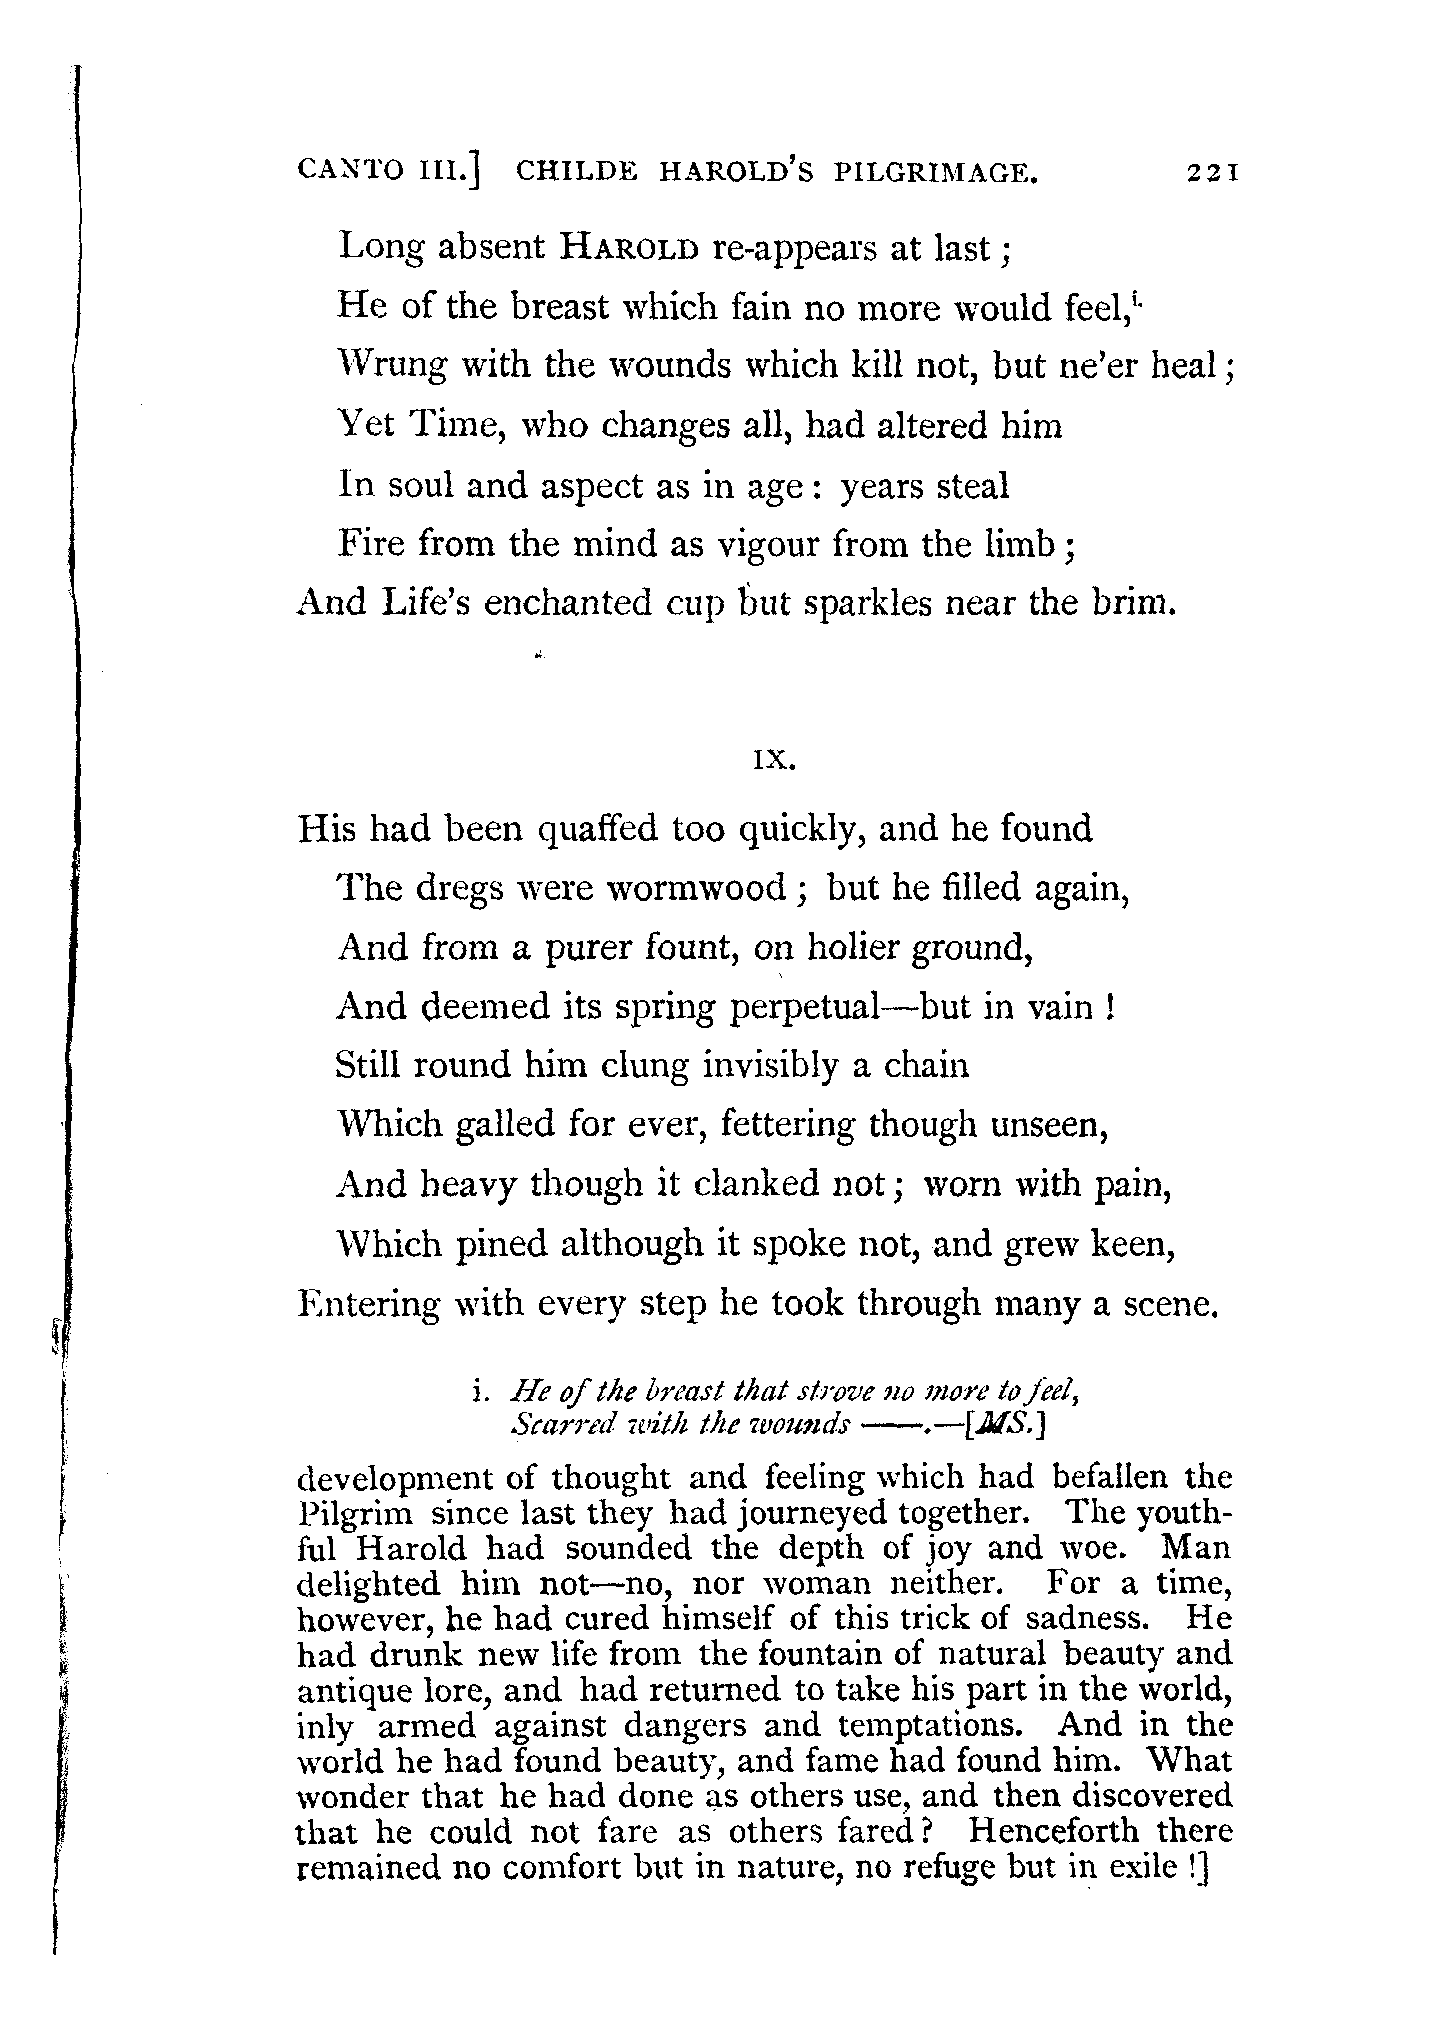 CANTO III.] CHILDE HAROLD'S PILGRIMAGE. 221
Long absent HAROLD re-appears at last ;
He of the breast which fain no more would feel,i.
Wrung with the wounds which kill not, but ne'er heal ;
Yet Time, who changes all, had altered him
In soul and aspect as in age : years steal
Fire from the mind as vigour from the limb ;
And Life's enchanted cup but sparkles near the brim.
IX.
His had been quaffed too quickly, and he found
The dregs were wormwood ; but he filled again,
And from a purer fount, on holier ground,
And deemed its spring perpetual—but in vain !
Still round him clung invisibly a chain
Which galled for ever, fettering though unseen,
And heavy though it clanked not ; worn with pain,
Which pined although it spoke not, and grew keen,
Entering with every step he took through many a scene.
i. He of the breast that strove no more to feel,
Scarred with the wounds ——.—[MS.]
development of thought and feeling which had befallen the
Pilgrim since last they had journeyed together. The youth-
ful Harold had sounded the depth of joy and woe. Man
delighted him not—no, nor woman neither. For a time,
however, he had cured himself of this trick of sadness. He
had drunk new life from the fountain of natural beauty and
antique lore, and had returned to take his part in the world,
inly armed against dangers and temptations. And in the
world he had found beauty, and fame had found him. What
wonder that he had done as others use, and then discovered
that he could not fare as others fared? Henceforth there
remained no comfort but in nature, no refuge but in exile !]